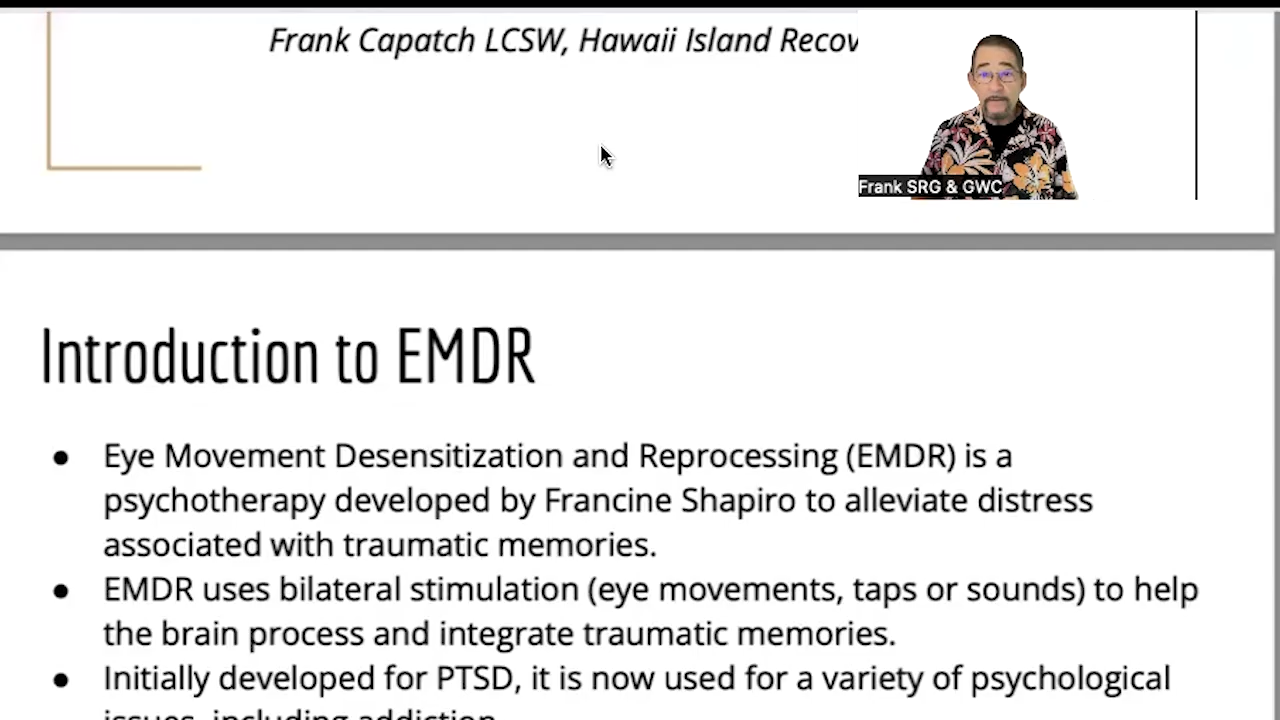 Frank Capatch LCSW, Hawaii Island Recov
Frank SRG & GWC
Introduction to EMDR
● Eye Movement Desensitization and Reprocessing (EMDR) is a
psychotherapy developed by Francine Shapiro to alleviate distress
associated with traumatic memories.
● EMDR uses bilateral stimulation (eye movements, taps or sounds) to help
the brain process and integrate traumatic memories.
● Initially developed for PTSD, it is now used for a variety of psychological
issues, including addiction.